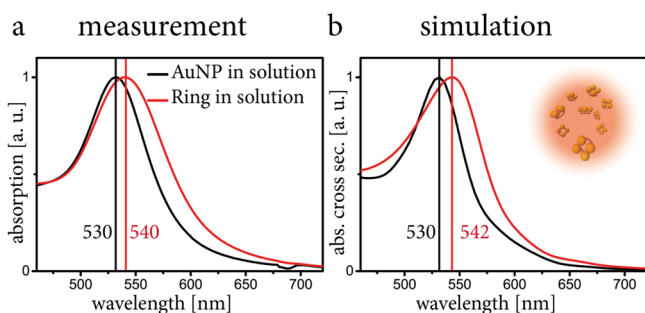 a measurement
AuNP in solution
Ring in solution
absorption [a. u.]
1
0
530 540
500 550 600 650 700
wavelength [nm]
b simulation
abs. cross sec. [a. u.]
1
0
530 542
500 550 600 650 700
wavelength [nm]